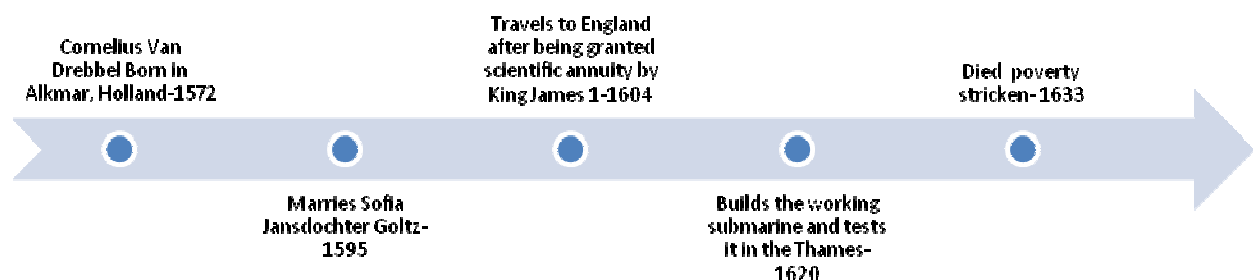 Cornelius Van
Drebbel Born in
Alkmar, Holland-1572
Marries Sofia
Jansdochter Goltz-
1595
Travels to England
after being granted
scientific annuity by
King James 1-1604
Builds the working
submarine and tests
it in the Thames-
1620
Died poverty
stricken- 1633